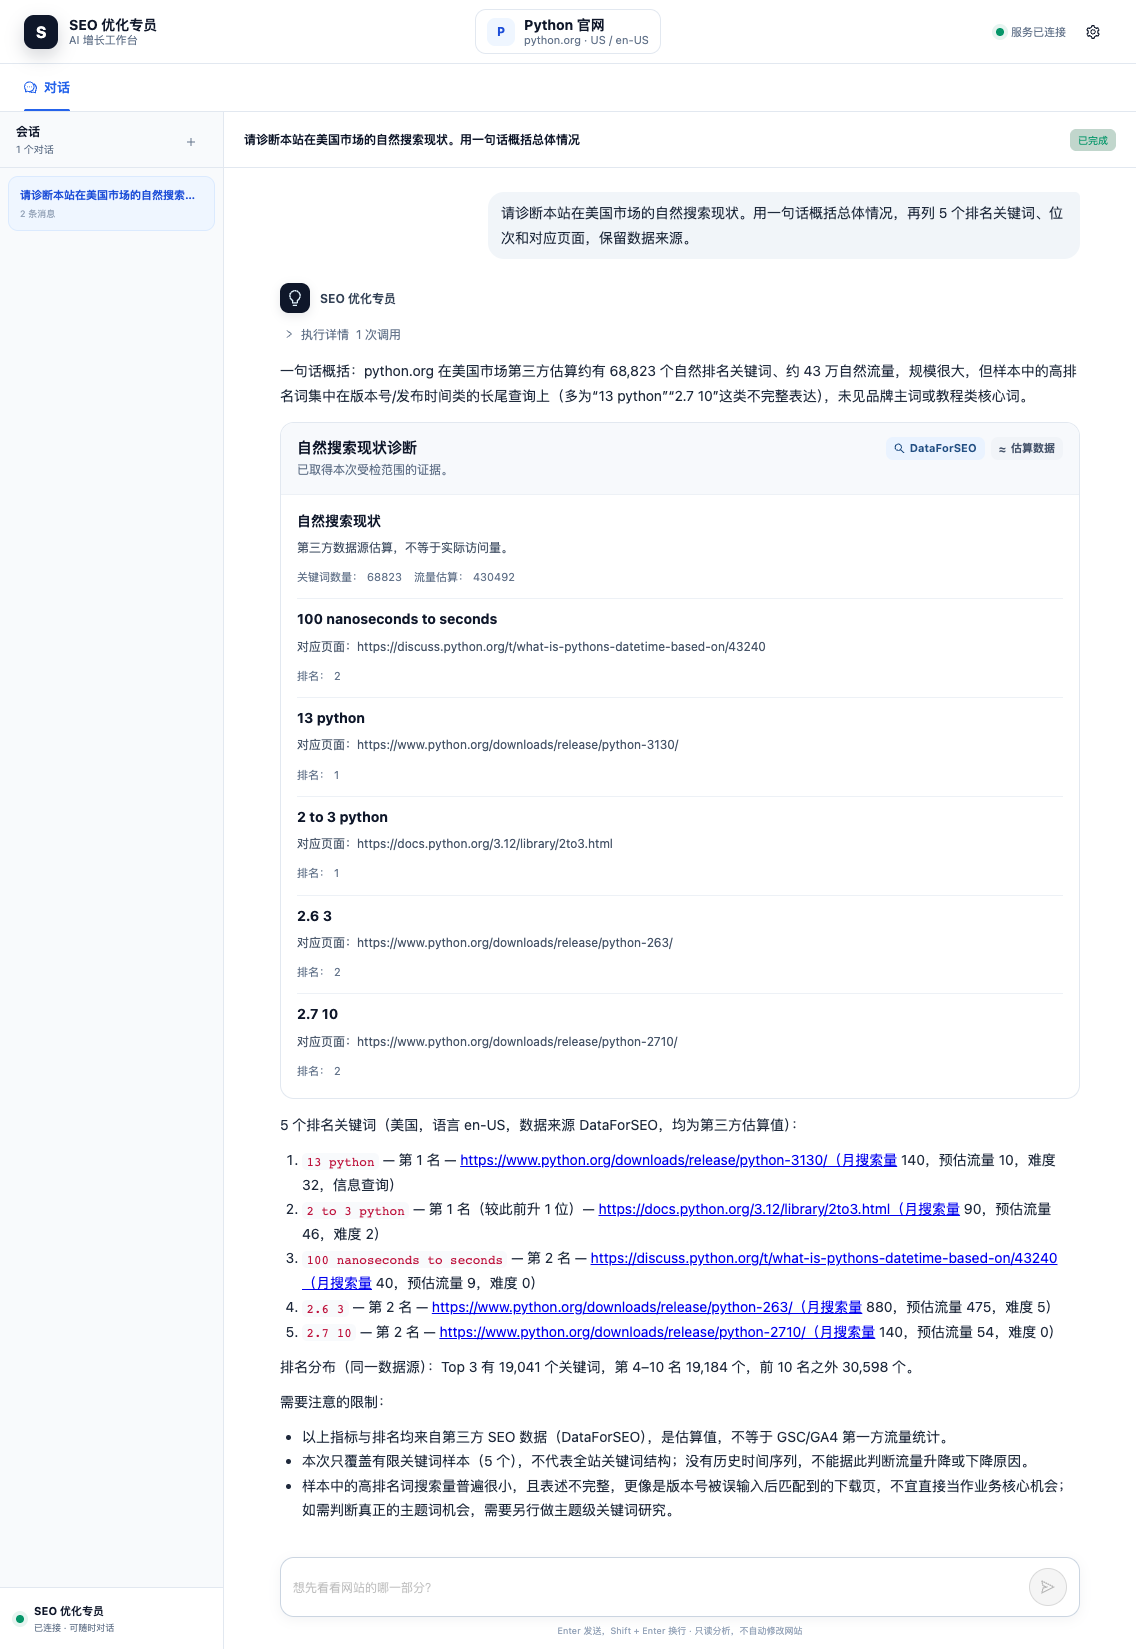 S
SEO 优化专员
AI 增长工作台
P
Python 官网
python.org · US / en-US
服务已连接
对话
会话
1 个对话
请诊断本站在美国市场的自然搜索...
2 条消息
请诊断本站在美国市场的自然搜索现状。用一句话概括总体情况
已完成
请诊断本站在美国市场的自然搜索现状。用一句话概括总体情况，再列 5 个排名关键词、位
次和对应页面，保留数据来源。
SEO 优化专员
执行详情 1 次调用
一句话概括：python.org 在美国市场第三方估算约有 68,823 个自然排名关键词、约 43 万自然流量，规模很大，但样本中的高排
名词集中在版本号/发布时间类的长尾查询上（多为“13 python”“2.7 10”这类不完整表达），未见品牌主词或教程类核心词。
自然搜索现状诊断
已取得本次受检范围的证据。
DataForSEO
≈ 估算数据
自然搜索现状
第三方数据源估算，不等于实际访问量。
关键词数量： 68823 流量估算： 430492
100 nanoseconds to seconds
对应页面：https://discuss.python.org/t/what-is-pythons-datetime-based-on/43240
排名： 2
13 python
对应页面：https://www.python.org/downloads/release/python-3130/
排名： 1
2 to 3 python
对应页面：https://docs.python.org/3.12/library/2to3.html
排名： 1
2.6 3
对应页面：https://www.python.org/downloads/release/python-263/
排名： 2
2.7 10
对应页面：https://www.python.org/downloads/release/python-2710/
排名： 2
5 个排名关键词（美国，语言 en-US，数据来源 DataForSEO，均为第三方估算值）：
1. 13 python — 第 1 名 — https://www.python.org/downloads/release/python-3130/（月搜索量 140，预估流量 10，难度
32，信息查询）
2. 2 to 3 python — 第 1 名（较此前升 1 位）— https://docs.python.org/3.12/library/2to3.html（月搜索量 90，预估流量
46，难度 2）
3. 100 nanoseconds to seconds — 第 2 名 — https://discuss.python.org/t/what-is-pythons-datetime-based-on/43240
（月搜索量 40，预估流量 9，难度 0）
4. 2.6 3 — 第 2 名 — https://www.python.org/downloads/release/python-263/（月搜索量 880，预估流量 475，难度 5）
5. 2.7 10 — 第 2 名 — https://www.python.org/downloads/release/python-2710/（月搜索量 140，预估流量 54，难度 0）
排名分布（同一数据源）：Top 3 有 19,041 个关键词，第 4–10 名 19,184 个，前 10 名之外 30,598 个。
需要注意的限制：
• 以上指标与排名均来自第三方 SEO 数据（DataForSEO），是估算值，不等于 GSC/GA4 第一方流量统计。
• 本次只覆盖有限关键词样本（5 个），不代表全站关键词结构；没有历史时间序列，不能据此判断流量升降或下降原因。
• 样本中的高排名词搜索量普遍很小，且表述不完整，更像是版本号被误输入后匹配到的下载页，不宜直接当作业务核心机会；
如需判断真正的主题词机会，需要另行做主题级关键词研究。
想先看看网站的哪一部分？
Enter 发送，Shift + Enter 换行 · 只读分析，不自动修改网站
SEO 优化专员
已连接 · 可随时对话